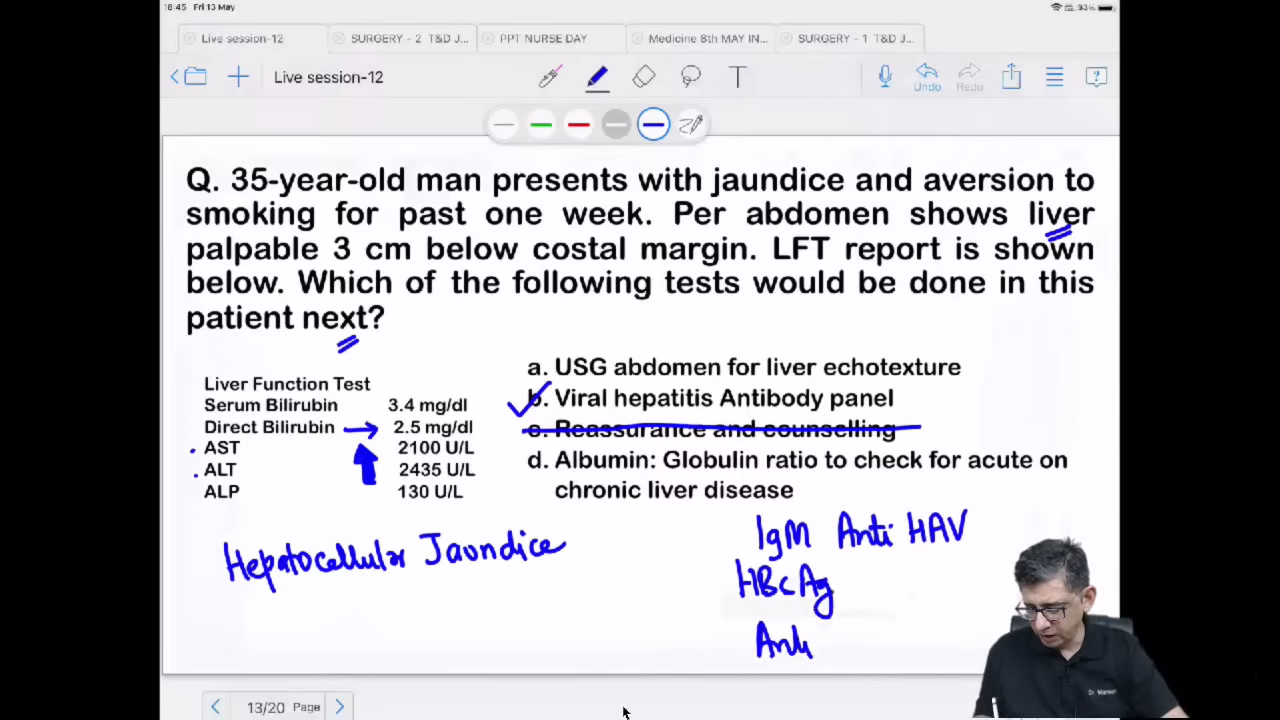 18:45 Fri 13 May
90%
Live session-12
SURGERY - 2 T&D J...
PPT NURSE DAY
Medicine 8th MAY IN...
SURGERY - 1 T&D J...
Live session-12
T
Undo
Redo
Q. 35-year-old man presents with jaundice and aversion to
smoking for past one week. Per abdomen shows liver
palpable 3 cm below costal margin. LFT report is shown
below. Which of the following tests would be done in this
patient next?
Liver Function Test
Serum Bilirubin 3.4 mg/dl
Direct Bilirubin 2.5 mg/dl
AST 2100 U/L
ALT 2435 U/L
ALP 130 U/L
a. USG abdomen for liver echotexture
b. Viral hepatitis Antibody panel
c. Reassurance and counselling
d. Albumin: Globulin ratio to check for acute on
chronic liver disease
Hepatocellular Jaundice
IgM Anti HAV
HBcAg
Anti
13/20 Page